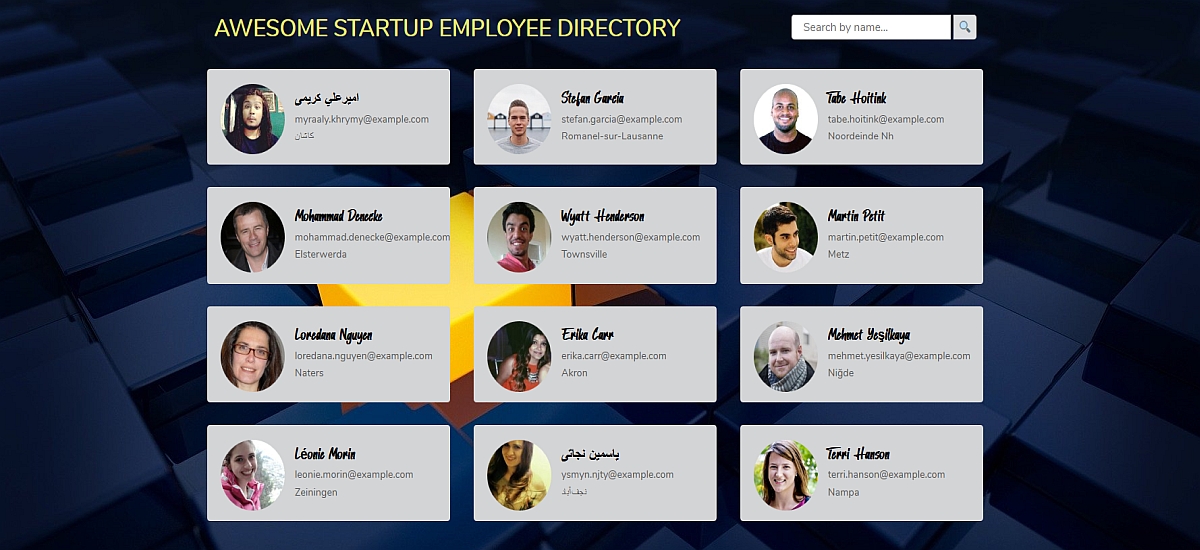 AWESOME STARTUP EMPLOYEE DIRECTORY
Search by name...
امیرعلي کریمی
myraaly.khrymy@example.com
کاشان
Stefan Garcia
stefan.garcia@example.com
Romanel-sur-Lausanne
Tabe Hoitink
tabe.hoitink@example.com
Noordeinde Nh
Mohammad Denecke
mohammad.denecke@example.com
Elsterwerda
Wyatt Henderson
wyatt.henderson@example.com
Townsville
Martin Petit
martin.petit@example.com
Metz
Loredana Nguyen
loredana.nguyen@example.com
Naters
Erika Carr
erika.carr@example.com
Akron
Mehmet Yeşilkaya
mehmet.yesilkaya@example.com
Niğde
Léonie Morin
leonie.morin@example.com
Zeiningen
یاسمین نجاتی
ysmyn.njty@example.com
نجف‌آباد
Terri Hanson
terri.hanson@example.com
Nampa